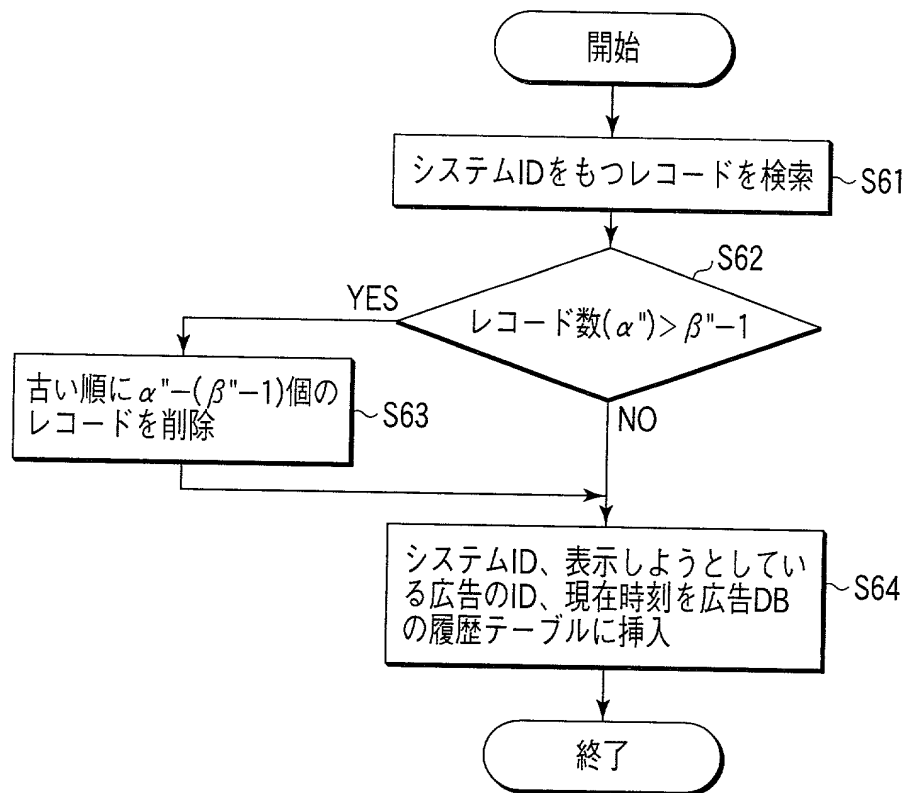 開始
システムIDをもつレコードを検索
S61
S62
レコード数(α")>β"−1
YES
NO
古い順にα"−(β"−1)個の
レコードを削除
S63
システムID、表示しようとしてい
る広告のID、現在時刻を広告DB
の履歴テーブルに挿入
S64
終了